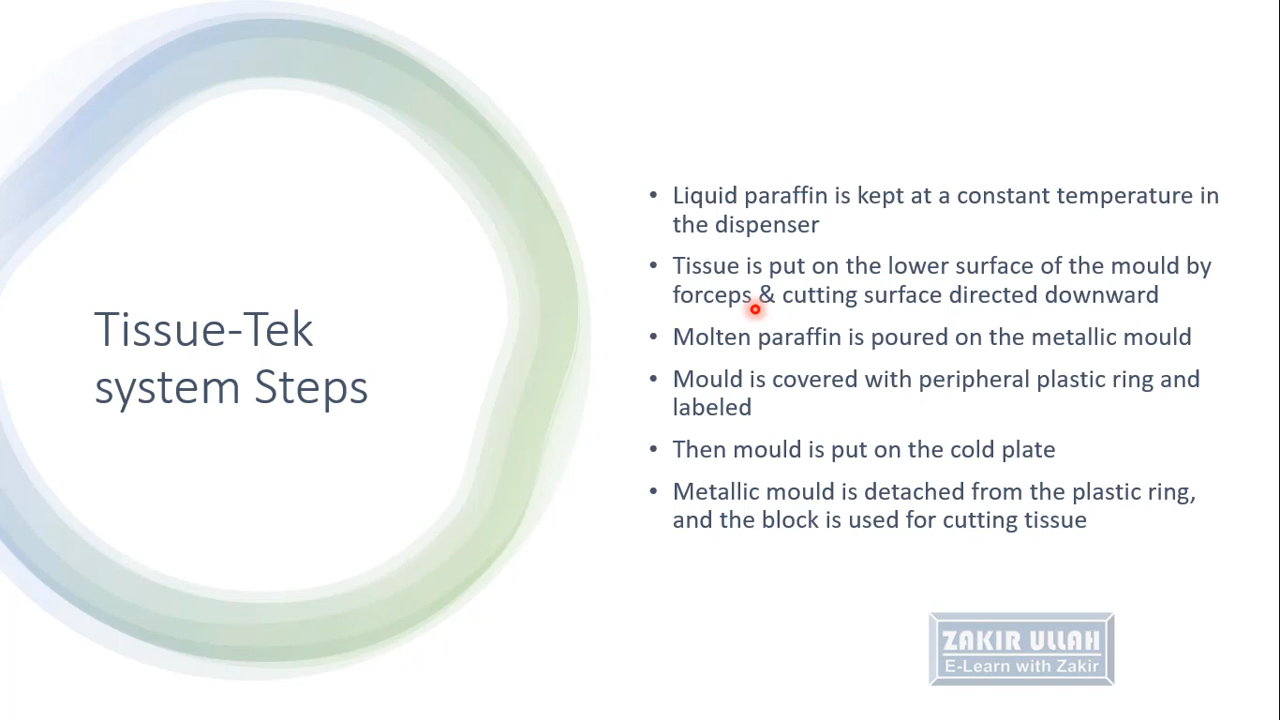 Tissue-Tek
system Steps
• Liquid paraffin is kept at a constant temperature in
the dispenser
• Tissue is put on the lower surface of the mould by
forceps & cutting surface directed downward
• Molten paraffin is poured on the metallic mould
• Mould is covered with peripheral plastic ring and
labeled
• Then mould is put on the cold plate
• Metallic mould is detached from the plastic ring,
and the block is used for cutting tissue
ZAKIR ULLAH
E-Learn with Zakir